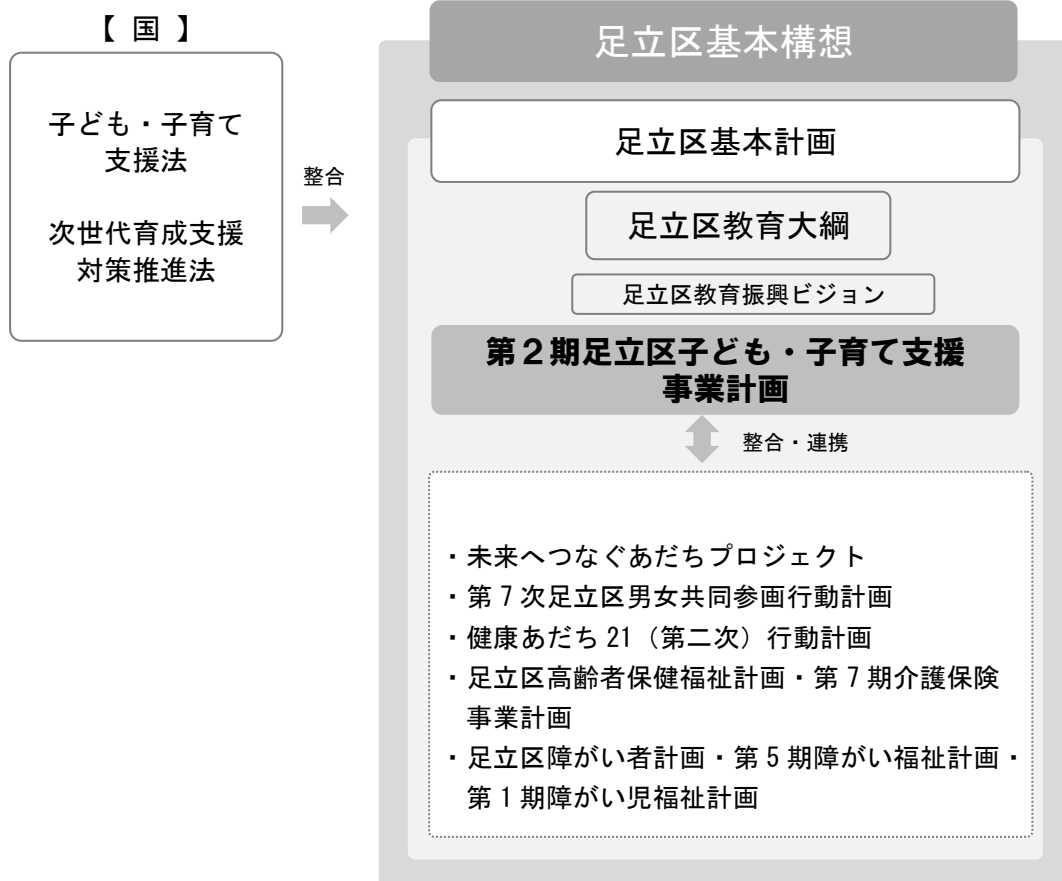 【 国 】
子ども・子育て
支援法
次世代育成支援
対策推進法
整合
足立区基本構想
足立区基本計画
足立区教育大綱
足立区教育振興ビジョン
第２期足立区子ども・子育て支援
事業計画
整合・連携
・未来へつなぐあだちプロジェクト
・第７次足立区男女共同参画行動計画
・健康あだち 21（第二次）行動計画
・足立区高齢者保健福祉計画・第７期介護保険
事業計画
・足立区障がい者計画・第５期障がい福祉計画・
第１期障がい児福祉計画